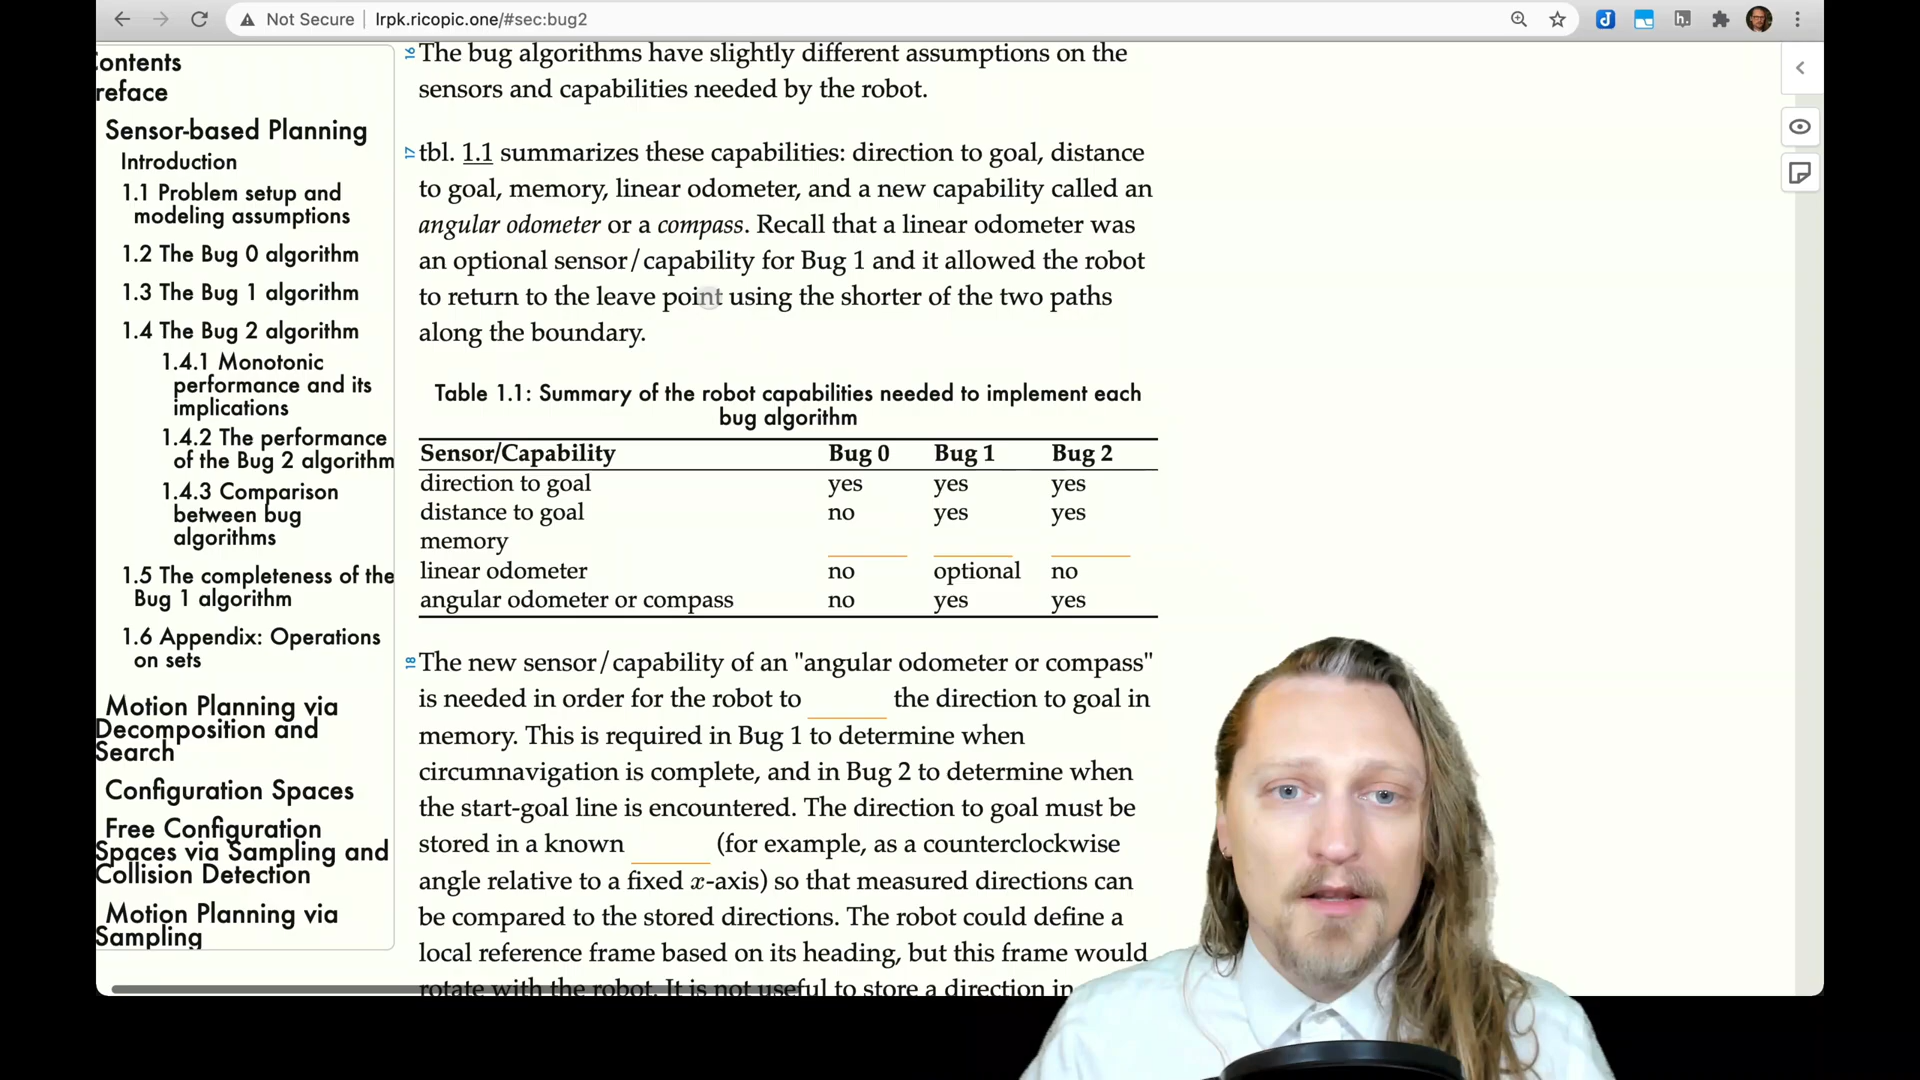 Not Secure | lrpk.ricopic.one/#sec:bug2
Contents
reface
Sensor-based Planning
Introduction
1.1 Problem setup and
modeling assumptions
1.2 The Bug 0 algorithm
1.3 The Bug 1 algorithm
1.4 The Bug 2 algorithm
1.4.1 Monotonic
performance and its
implications
1.4.2 The performance
of the Bug 2 algorithm
1.4.3 Comparison
between bug
algorithms
1.5 The completeness of the
Bug 1 algorithm
1.6 Appendix: Operations
on sets
Motion Planning via
Decomposition and
Search
Configuration Spaces
Free Configuration
Spaces via Sampling and
Collision Detection
Motion Planning via
Sampling
16 The bug algorithms have slightly different assumptions on the
sensors and capabilities needed by the robot.
17 tbl. 1.1 summarizes these capabilities: direction to goal, distance
to goal, memory, linear odometer, and a new capability called an
angular odometer or a compass. Recall that a linear odometer was
an optional sensor/capability for Bug 1 and it allowed the robot
to return to the leave point using the shorter of the two paths
along the boundary.
Table 1.1: Summary of the robot capabilities needed to implement each
bug algorithm
Sensor/Capability Bug 0 Bug 1 Bug 2
direction to goal yes yes yes
distance to goal no yes yes
memory
linear odometer no optional no
angular odometer or compass no yes yes
18 The new sensor/capability of an "angular odometer or compass"
is needed in order for the robot to the direction to goal in
memory. This is required in Bug 1 to determine when
circumnavigation is complete, and in Bug 2 to determine when
the start-goal line is encountered. The direction to goal must be
stored in a known (for example, as a counterclockwise
angle relative to a fixed x-axis) so that measured directions can
be compared to the stored directions. The robot could define a
local reference frame based on its heading, but this frame would
rotate with the robot. It is not useful to store a direction in